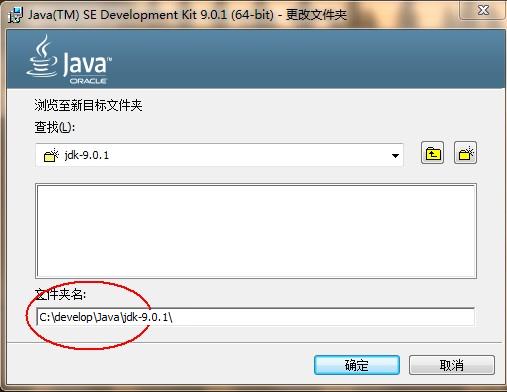 Java(TM) SE Development Kit 9.0.1 (64-bit) - 更改文件夹
Java™
ORACLE
浏览至新目标文件夹
查找(L):
jdk-9.0.1
文件夹名:
C:\develop\Java\jdk-9.0.1\
确定
取消